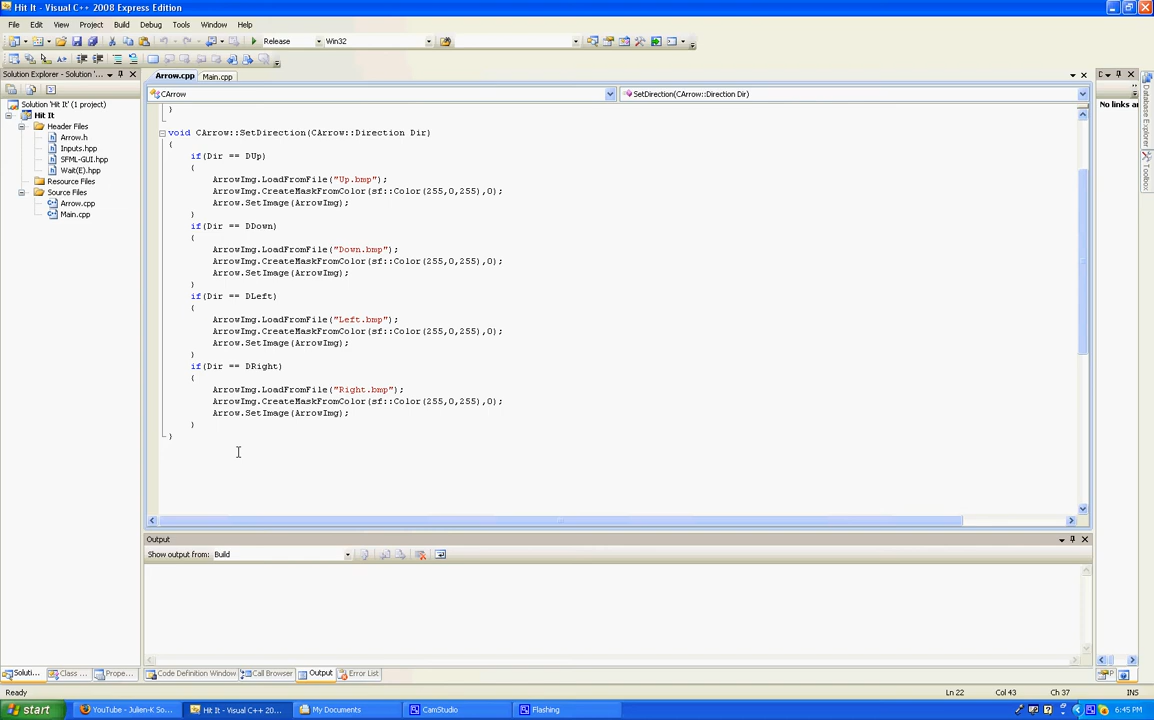 Hit It - Visual C++ 2008 Express Edition
File Edit View Project Build Debug Tools Window Help
Release Win32
Solution Explorer - Solution '...
Arrow.cpp Main.cpp
CArrow SetDirection(CArrow::Direction Dir)
No links ar
Database Explorer
Toolbox
Solution 'Hit It' (1 project)
Hit It
Header Files
Arrow.h
Inputs.hpp
SFML-GUI.hpp
Wait(E).hpp
Resource Files
Source Files
Arrow.cpp
Main.cpp
}
void CArrow::SetDirection(CArrow::Direction Dir)
{
if(Dir == DUp)
{
ArrowImg.LoadFromFile("Up.bmp");
ArrowImg.CreateMaskFromColor(sf::Color(255,0,255),0);
Arrow.SetImage(ArrowImg);
}
if(Dir == DDown)
{
ArrowImg.LoadFromFile("Down.bmp");
ArrowImg.CreateMaskFromColor(sf::Color(255,0,255),0);
Arrow.SetImage(ArrowImg);
}
if(Dir == DLeft)
{
ArrowImg.LoadFromFile("Left.bmp");
ArrowImg.CreateMaskFromColor(sf::Color(255,0,255),0);
Arrow.SetImage(ArrowImg);
}
if(Dir == DRight)
{
ArrowImg.LoadFromFile("Right.bmp");
ArrowImg.CreateMaskFromColor(sf::Color(255,0,255),0);
Arrow.SetImage(ArrowImg);
}
}
Output
Show output from: Build
Soluti... Class ... Prope... Code Definition Window Call Browser Output Error List
Ready Ln 22 Col 43 Ch 37 INS
start YouTube - Julien-K So... Hit It - Visual C++ 20... My Documents CamStudio Flashing 6:45 PM